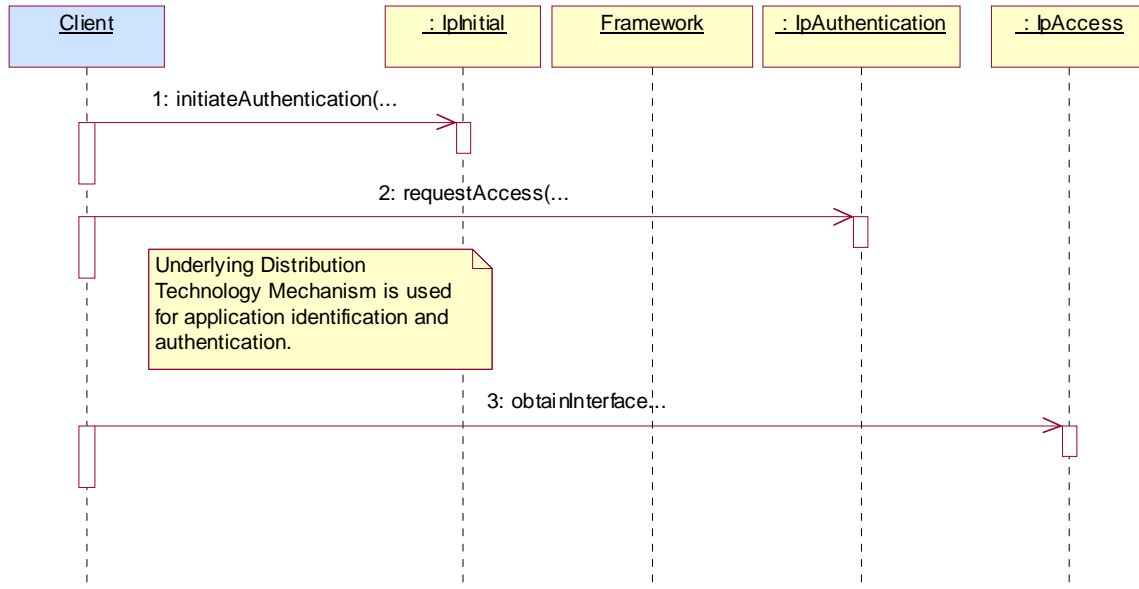 Client
: IpInitial
Framework
: IpAuthentication
: IpAccess
1: initiateAuthentication(...
2: requestAccess(...
Underlying Distribution
Technology Mechanism is used
for application identification and
authentication.
3: obtainInterface...